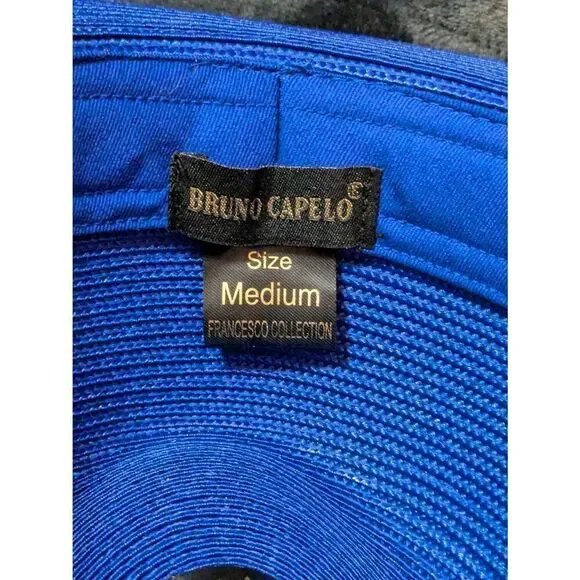 BRUNO CAPELO®
Size
Medium
FRANCESCO COLLECTION